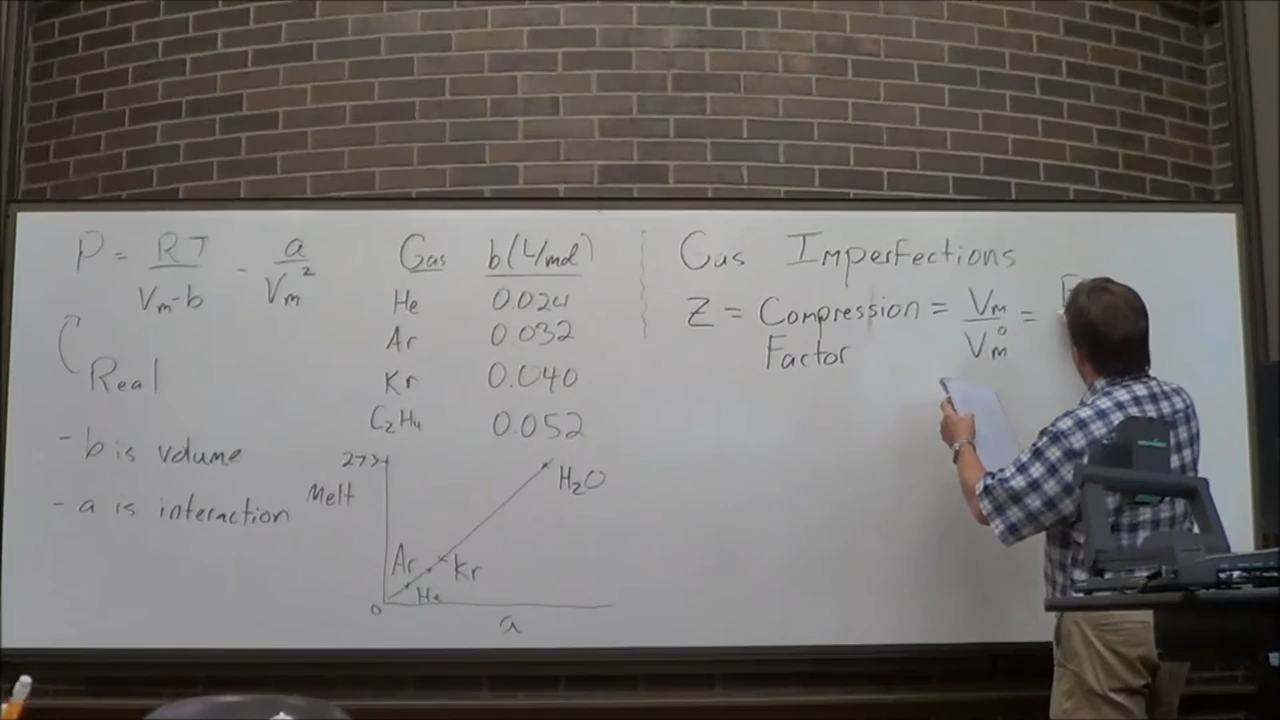 P = RT / Vm-b - a / Vm²
Real
- b is volume
- a is interaction
Gas b(L/mol)
He 0.024
Ar 0.032
Kr 0.040
C₂H₄ 0.052
273
Melt
H₂O
Ar
Kr
He
0
a
Gas Imperfections
Z = Compression Factor = Vm / Vm° =